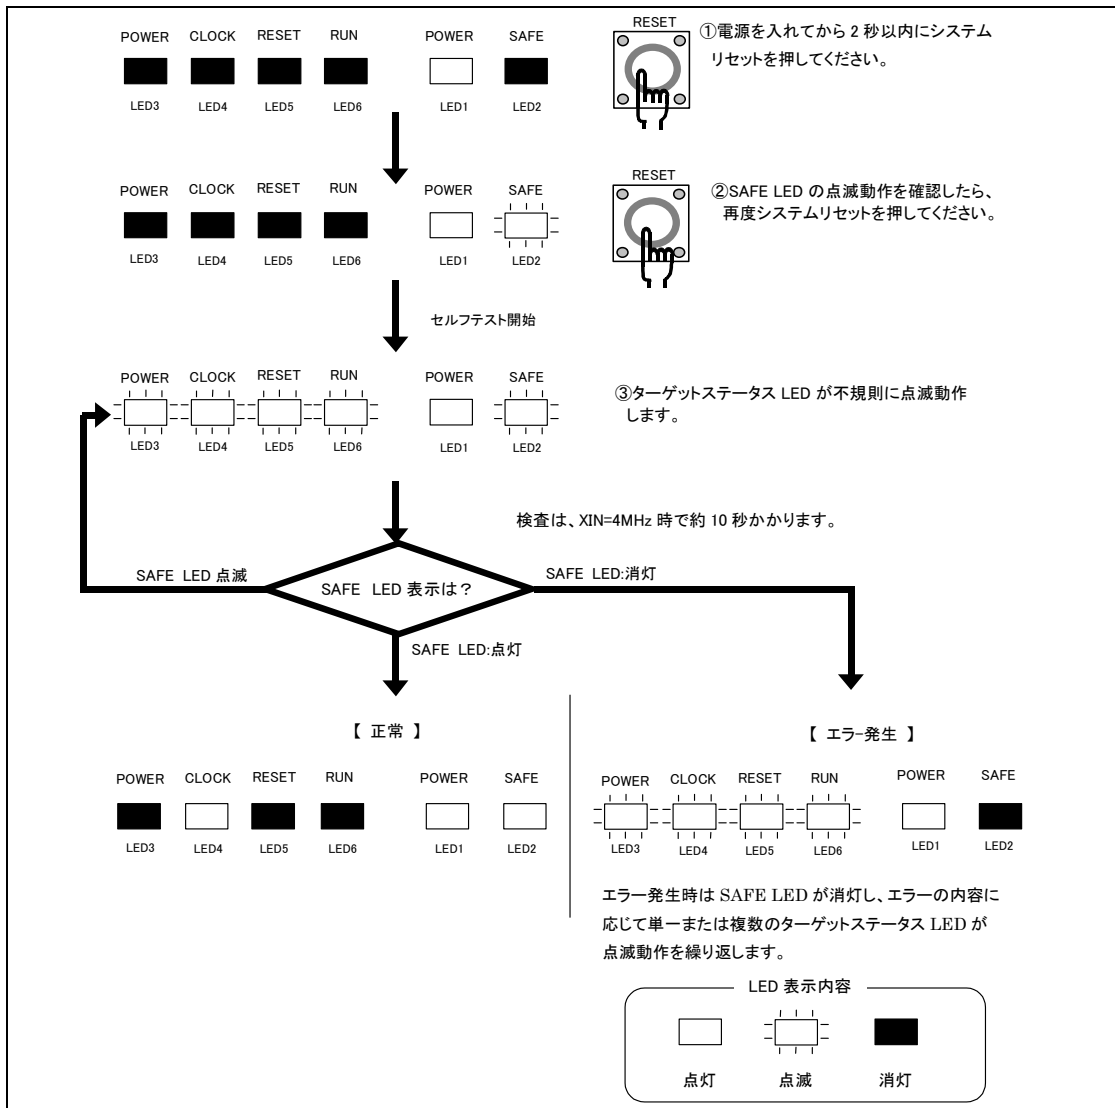 POWER CLOCK RESET RUN POWER SAFE
LED3 LED4 LED5 LED6 LED1 LED2
RESET
①電源を入れてから 2 秒以内にシステム
リセットを押してください。
POWER CLOCK RESET RUN POWER SAFE
LED3 LED4 LED5 LED6 LED1 LED2
RESET
②SAFE LED の点滅動作を確認したら、
再度システムリセットを押してください。
セルフテスト開始
POWER CLOCK RESET RUN POWER SAFE
LED3 LED4 LED5 LED6 LED1 LED2
③ターゲットステータス LED が不規則に点滅動作
します。
検査は、XIN=4MHz 時で約 10 秒かかります。
SAFE LED 点滅
SAFE LED 表示は？
SAFE LED:消灯
SAFE LED:点灯
【 正常 】
POWER CLOCK RESET RUN POWER SAFE
LED3 LED4 LED5 LED6 LED1 LED2
【 エラー発生 】
POWER CLOCK RESET RUN POWER SAFE
LED3 LED4 LED5 LED6 LED1 LED2
エラー発生時は SAFE LED が消灯し、エラーの内容に
応じて単一または複数のターゲットステータス LED が
点滅動作を繰り返します。
LED 表示内容
点灯 点滅 消灯